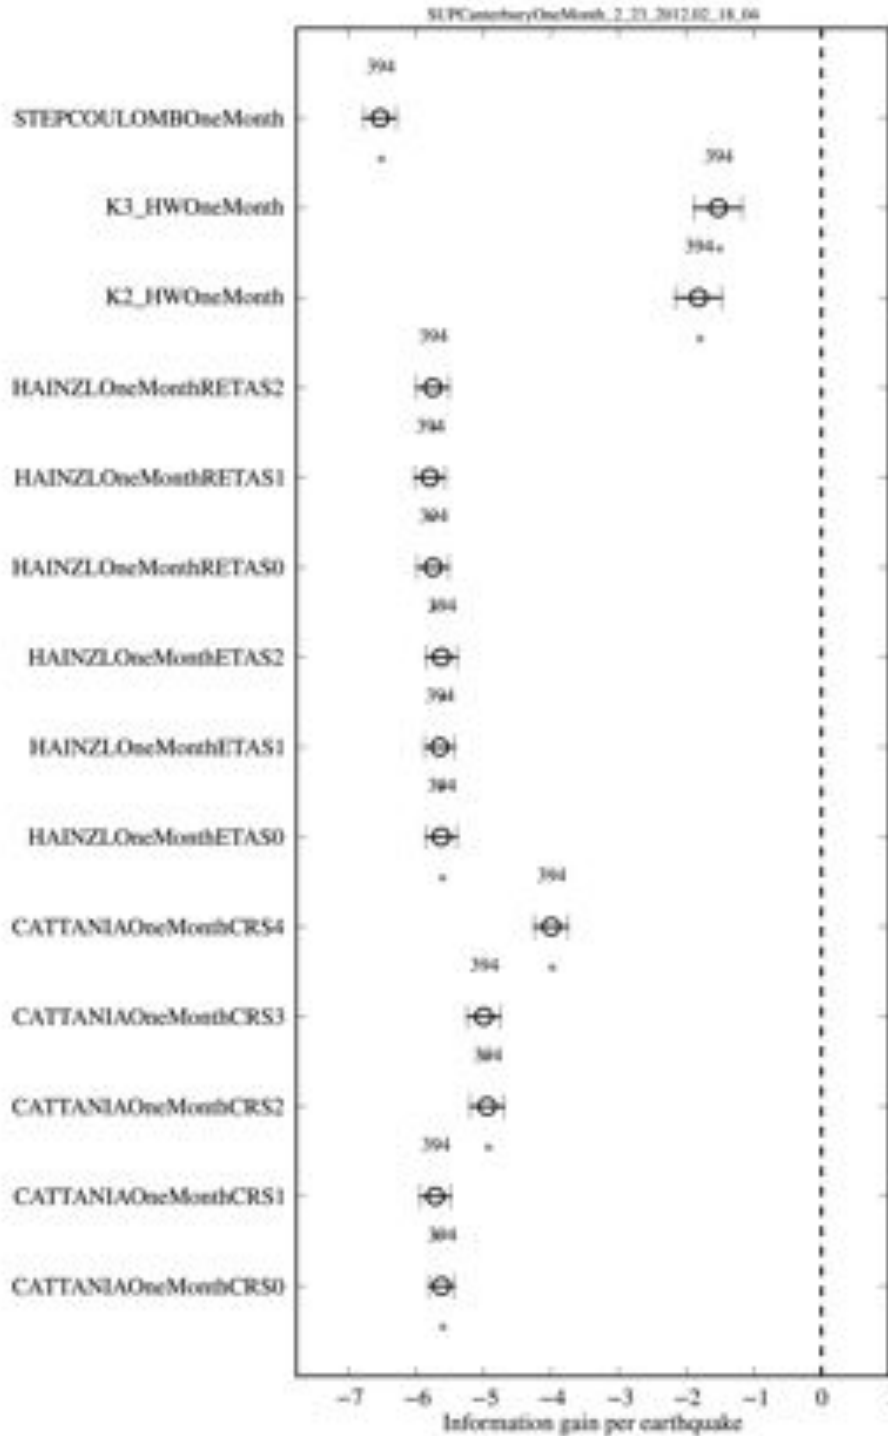 394
STEPCOULOMBOneMonth
394
K3_HWOneMonth
394
K2_HWOneMonth
394
HAINZLOneMonthRETAS2
394
HAINZLOneMonthRETAS1
394
HAINZLOneMonthRETAS0
394
HAINZLOneMonthETAS2
394
HAINZLOneMonthETAS1
394
HAINZLOneMonthETAS0
394
CATTANIAOneMonthCRS4
394
CATTANIAOneMonthCRS3
394
CATTANIAOneMonthCRS2
394
CATTANIAOneMonthCRS1
394
CATTANIAOneMonthCRS0
−7 −6 −5 −4 −3 −2 −1 0
Information gain per earthquake